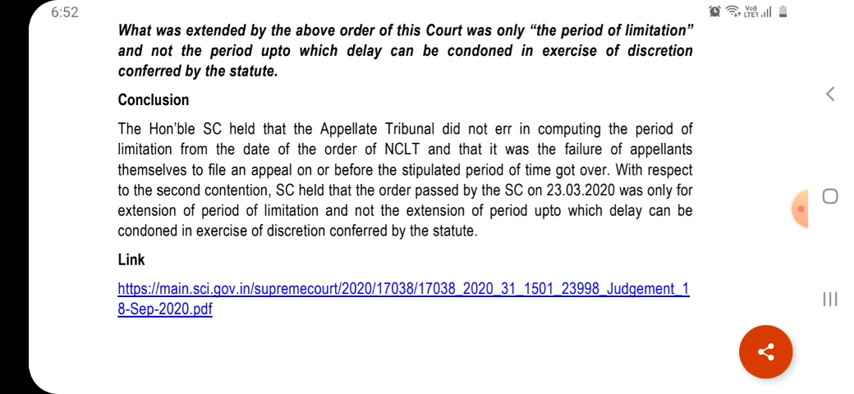 6:52
Vo)) LTE1
What was extended by the above order of this Court was only “the period of limitation”
and not the period upto which delay can be condoned in exercise of discretion
conferred by the statute.
Conclusion
The Hon’ble SC held that the Appellate Tribunal did not err in computing the period of
limitation from the date of the order of NCLT and that it was the failure of appellants
themselves to file an appeal on or before the stipulated period of time got over. With respect
to the second contention, SC held that the order passed by the SC on 23.03.2020 was only for
extension of period of limitation and not the extension of period upto which delay can be
condoned in exercise of discretion conferred by the statute.
Link
https://main.sci.gov.in/supremecourt/2020/17038/17038_2020_31_1501_23998_Judgement_1
8-Sep-2020.pdf